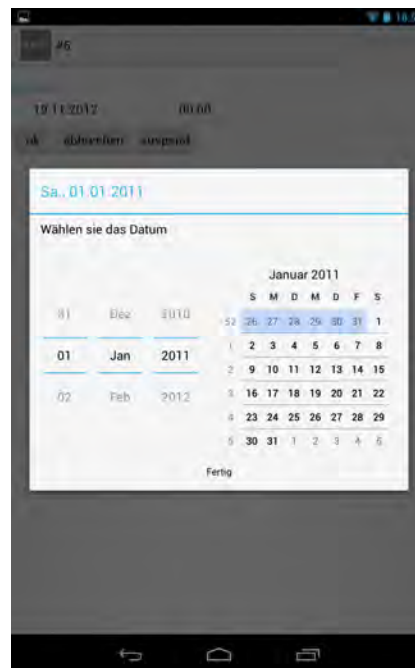 #6
19.11.2012 00:00
ok ablehnen
Sa., 01.01.2011
Wählen sie das Datum
Januar 2011
S M D M D F S
31 Dez 2010
52 26 27 28 29 30 31 1
1 2 3 4 5 6 7 8
01 Jan 2011
2 9 10 11 12 13 14 15
3 16 17 18 19 20 21 22
02 Feb 2012
4 23 24 25 26 27 28 29
5 30 31 1 2 3 4 5
Fertig